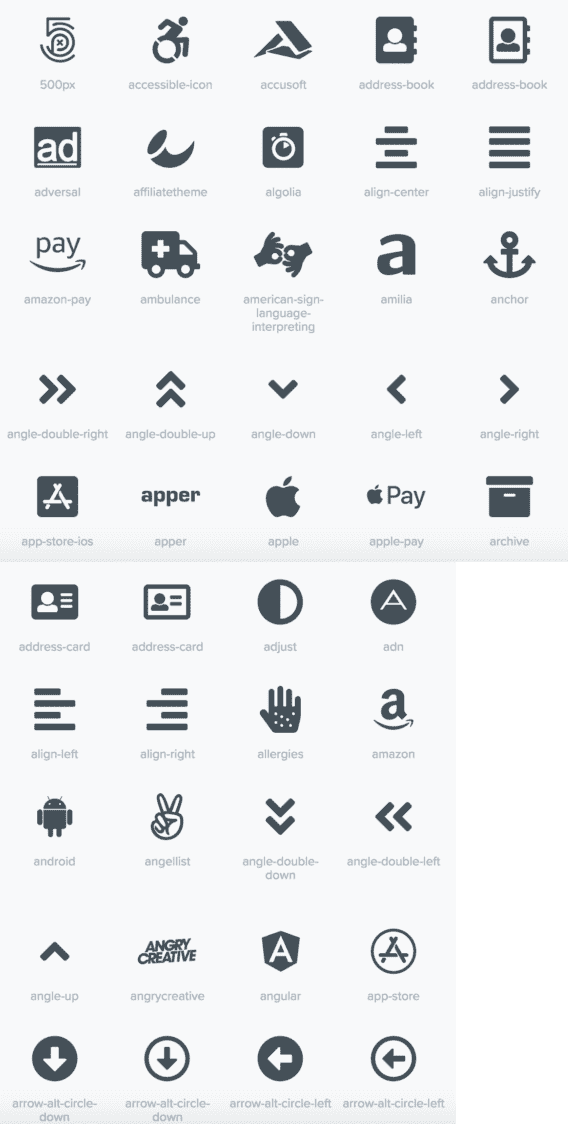 500px accessible-icon accusoft address-book address-book
ad
adversal affiliatetheme algolia align-center align-justify
pay a
amazon-pay ambulance american-sign- amilia anchor
language-
interpreting
angle-double-right angle-double-up angle-down angle-left angle-right
apper Pay
app-store-ios apper apple apple-pay archive
address-card address-card adjust adn
a
align-left align-right allergies amazon
android angellist angle-double- angle-double-left
down
ANGRY
CREATIVE A
angle-up angrycreative angular app-store
arrow-alt-circle- arrow-alt-circle- arrow-alt-circle-left arrow-alt-circle-left
down down